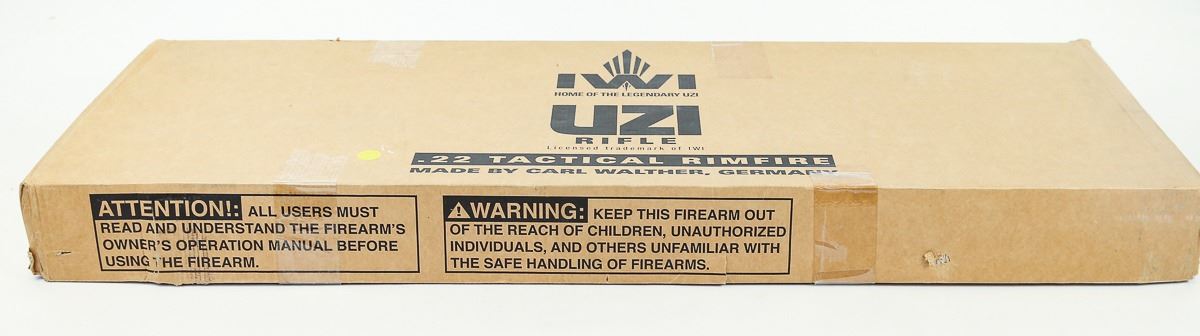 IWI
HOME OF THE LEGENDARY UZI
UZI
RIFLE
Licensed trademark of IWI
.22 TACTICAL RIMFIRE
MADE BY CARL WALTHER, GERMANY
ATTENTION!: ALL USERS MUST
READ AND UNDERSTAND THE FIREARM'S
OWNER'S OPERATION MANUAL BEFORE
USING THE FIREARM.
WARNING: KEEP THIS FIREARM OUT
OF THE REACH OF CHILDREN, UNAUTHORIZED
INDIVIDUALS, AND OTHERS UNFAMILIAR WITH
THE SAFE HANDLING OF FIREARMS.